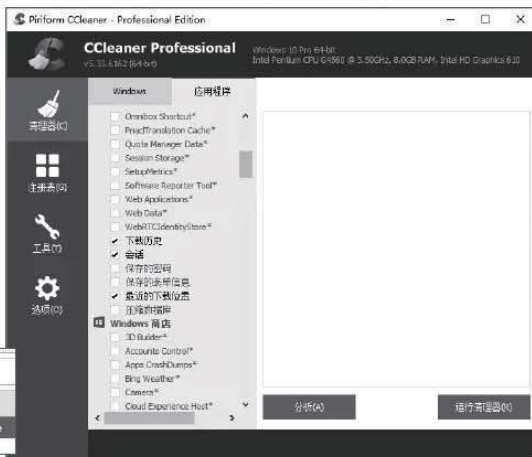 Piriform CCleaner - Professional Edition
CCleaner Professional
v5.33.6162 (64-bit)
Windows 10 Pro 64-bit
Intel Pentium CPU G4560 @ 3.50GHz, 8.0GB RAM, Intel HD Graphics 610
清理器(C)
注册表(G)
工具(T)
选项(O)
Windows
应用程序
Omnibox Shortcut*
PnaclTranslation Cache*
Quota Manager Data*
Session Storage*
SetupMetrics*
Software Reporter Tool*
Web Applications*
Web Data*
WebRTCIdentityStore*
下载历史
会话
保存的密码
保存的表单信息
最近的下载位置
压缩数据库
Windows 商店
3D Builder*
Accounts Control*
Apps CrashDumps*
Bing Weather*
Camera*
Cloud Experience Host*
分析(A)
运行清理器(R)